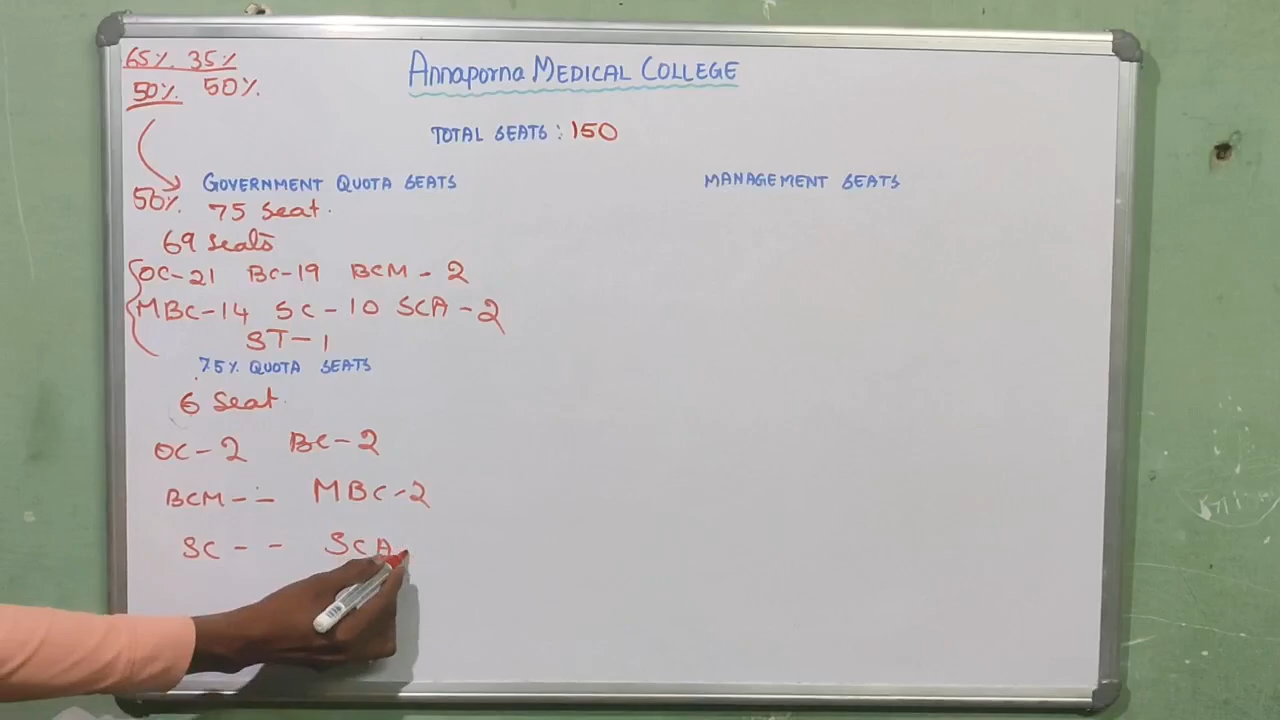 65% 35%
50% 50%.
Annaporna MEDICAL COLLEGE
TOTAL SEATS : 150
GOVERNMENT QUOTA SEATS
MANAGEMENT SEATS
50%. 75 Seat.
69 Seats
OC-21 BC-19 BCM - 2
MBC-14 SC-10 SCA-2
ST-1
7.5% QUOTA SEATS
6 Seat.
OC-2 BC-2
BCM-- MBC-2
SC-- SCA